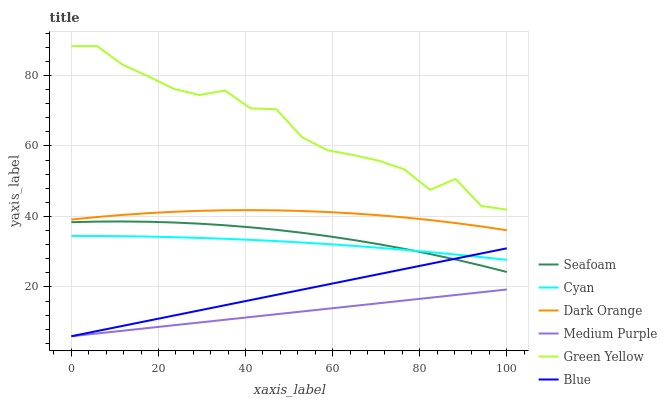 title
yaxis_label
80
60
40
20
0 20 40 60 80 100
xaxis_label
Seafoam
Cyan
Dark Orange
Medium Purple
Green Yellow
Blue